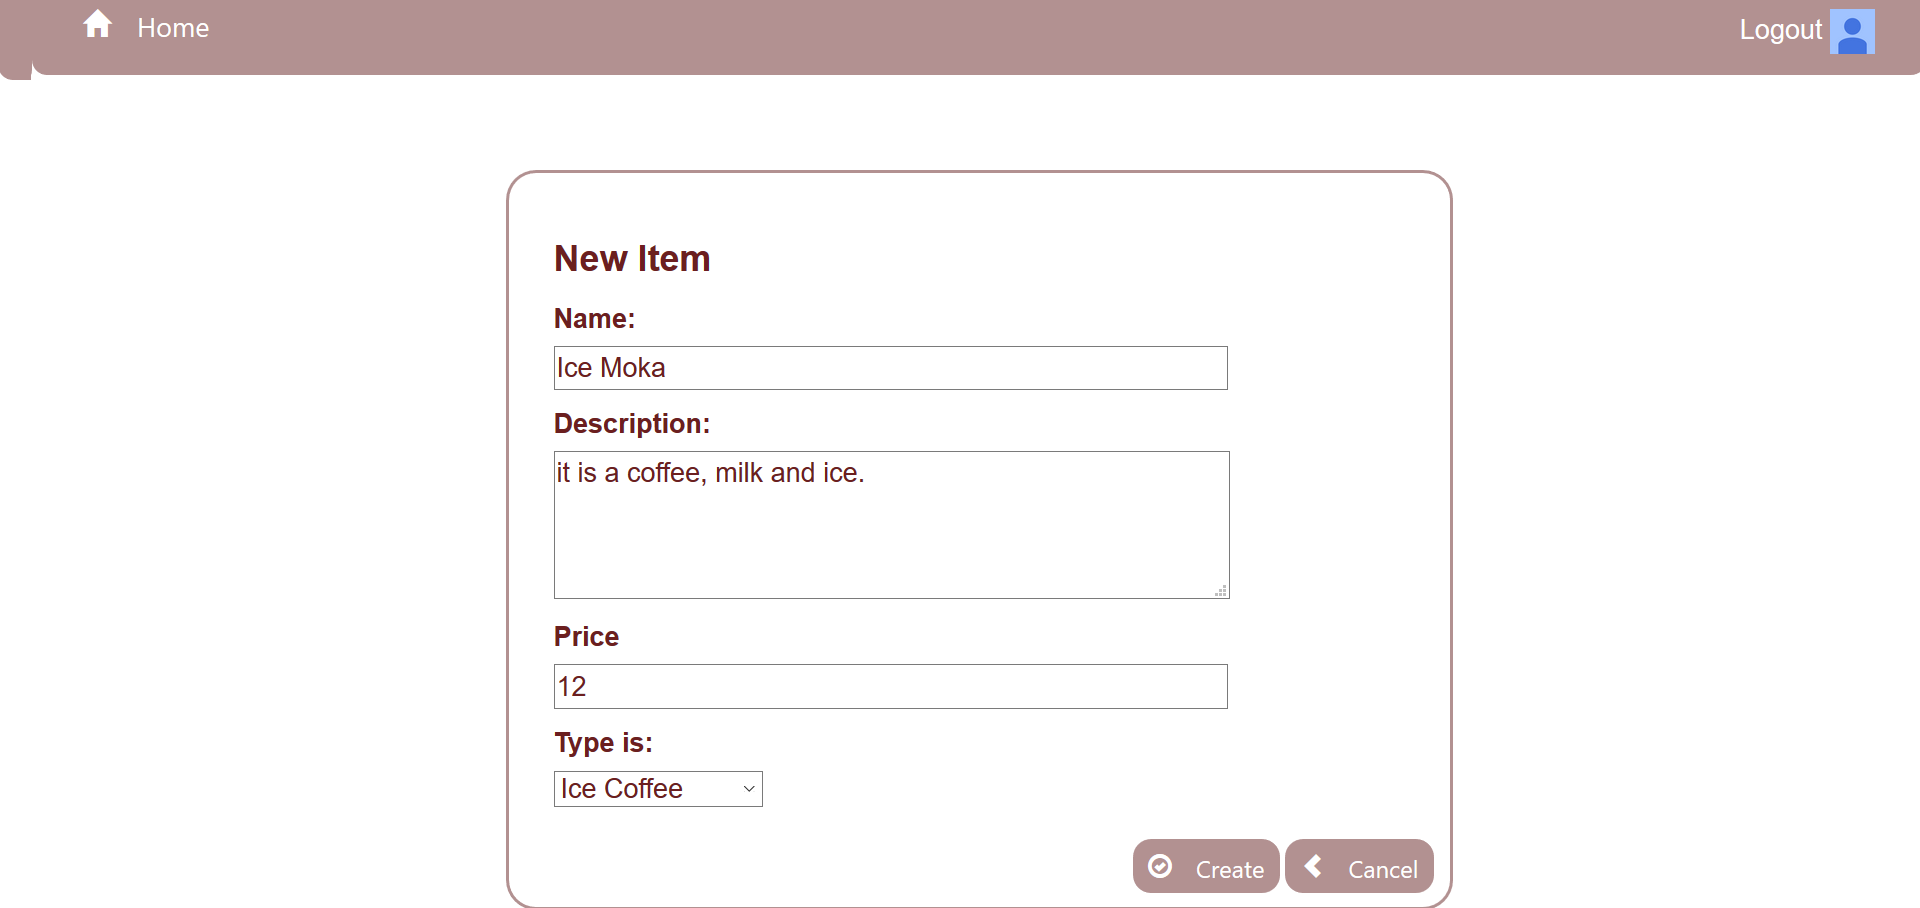 Home
Logout
New Item
Name:
Ice Moka
Description:
it is a coffee, milk and ice.
Price
12
Type is:
Ice Coffee
Create
Cancel